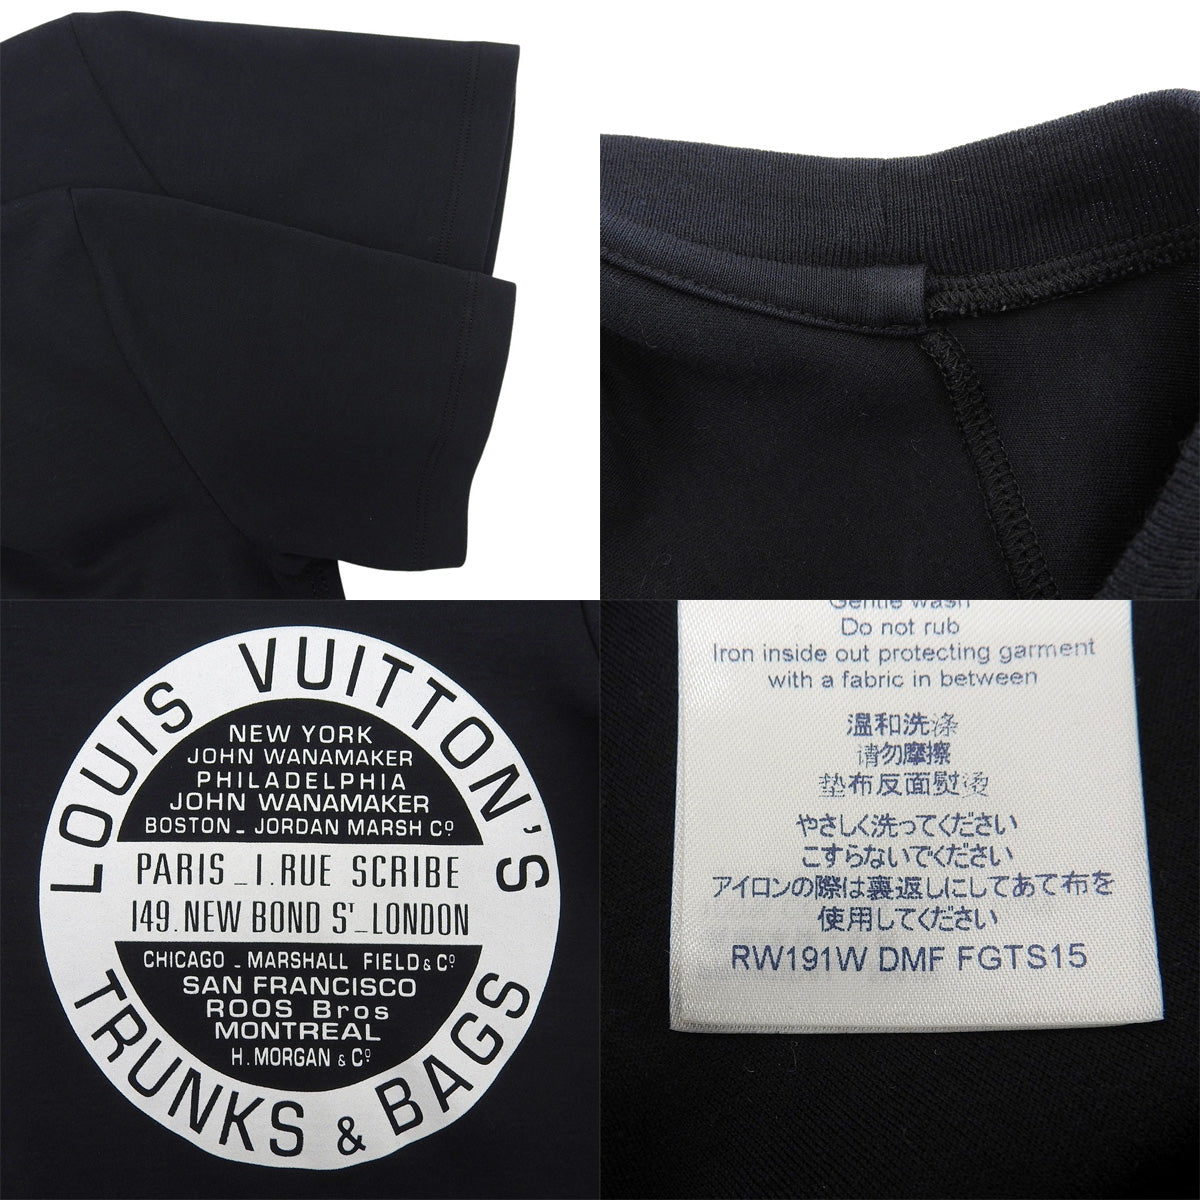 LOUIS VUITTON'S
NEW YORK
JOHN WANAMAKER
PHILADELPHIA
JOHN WANAMAKER
BOSTON _ JORDAN MARSH Cº
PARIS _ 1. RUE SCRIBE
149. NEW BOND Sᵗ _ LONDON
CHICAGO _ MARSHALL FIELD & Cº
SAN FRANCISCO
ROOS Bros
MONTREAL
H. MORGAN & Cº
TRUNKS & BAGS
Gentle wash
Do not rub
Iron inside out protecting garment
with a fabric in between
温和洗涤
请勿摩擦
垫布反面熨烫
やさしく洗ってください
こすらないでください
アイロンの際は裏返しにしてあて布を
使用してください
RW191W DMF FGTS15